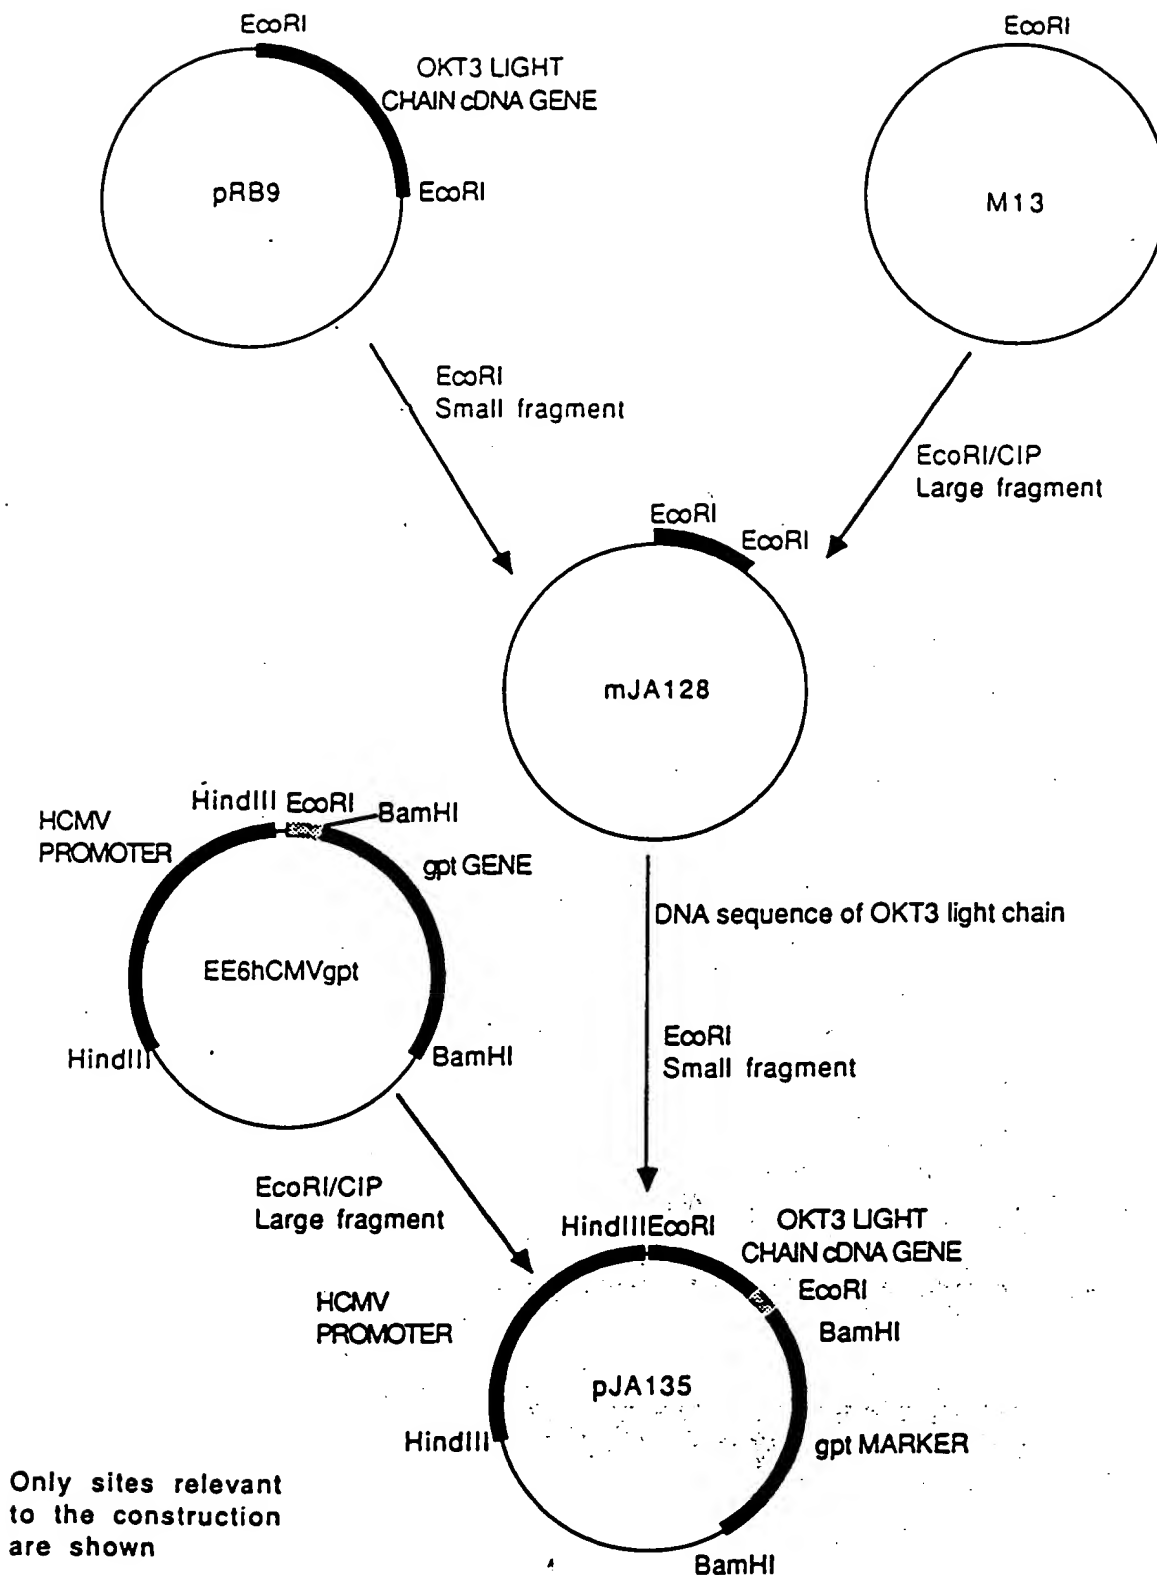 EcoRI
OKT3 LIGHT
CHAIN cDNA GENE
EcoRI
pRB9
EcoRI
M13
EcoRI
Small fragment
EcoRI/CIP
Large fragment
EcoRI
EcoRI
mJA128
HindIII EcoRI
BamHI
HCMV
PROMOTER
gpt GENE
EE6hCMVgpt
HindIII
BamHI
DNA sequence of OKT3 light chain
EcoRI
Small fragment
EcoRI/CIP
Large fragment
HindIIIEcoRI
OKT3 LIGHT
CHAIN cDNA GENE
EcoRI
BamHI
HCMV
PROMOTER
pJA135
HindIII
gpt MARKER
BamHI
Only sites relevant
to the construction
are shown